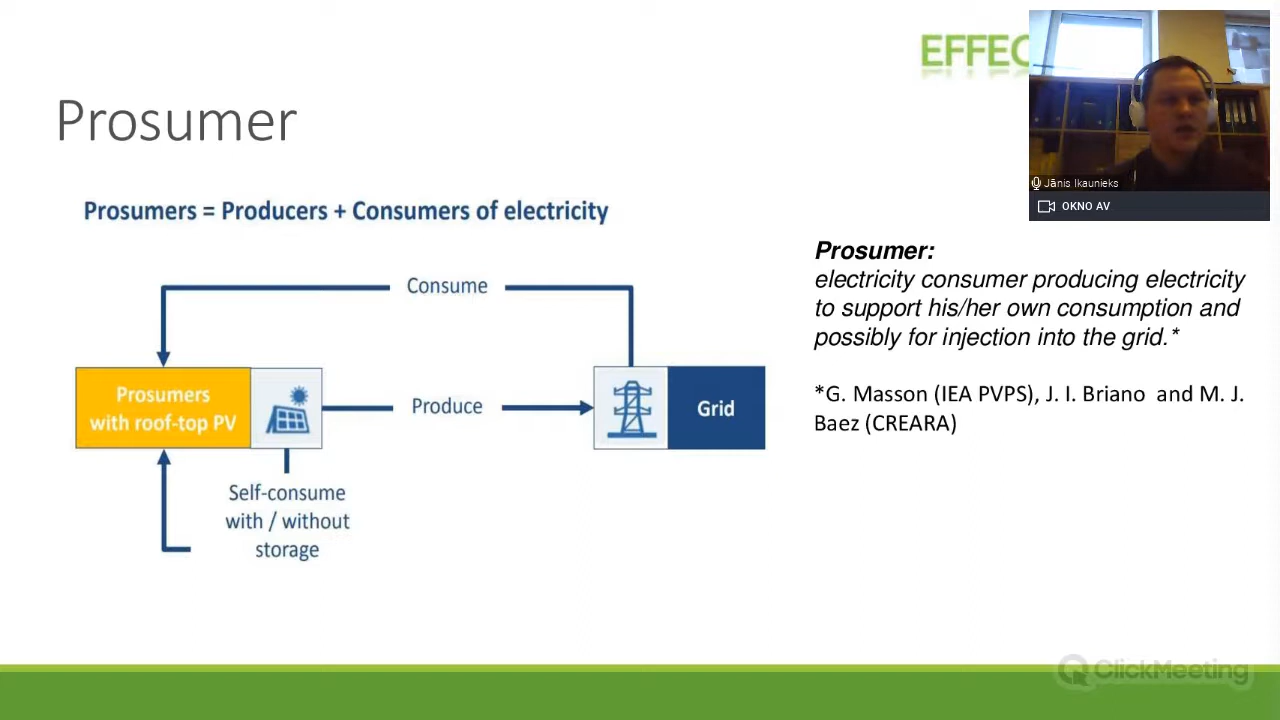 EFFEC
Prosumer
Jānis Ikaunieks
OKNO AV
Prosumers = Producers + Consumers of electricity
Prosumer:
electricity consumer producing electricity
to support his/her own consumption and
possibly for injection into the grid.*
*G. Masson (IEA PVPS), J. I. Briano and M. J.
Baez (CREARA)
Consume
Prosumers
with roof-top PV
Produce
Grid
Self-consume
with / without
storage
ClickMeeting